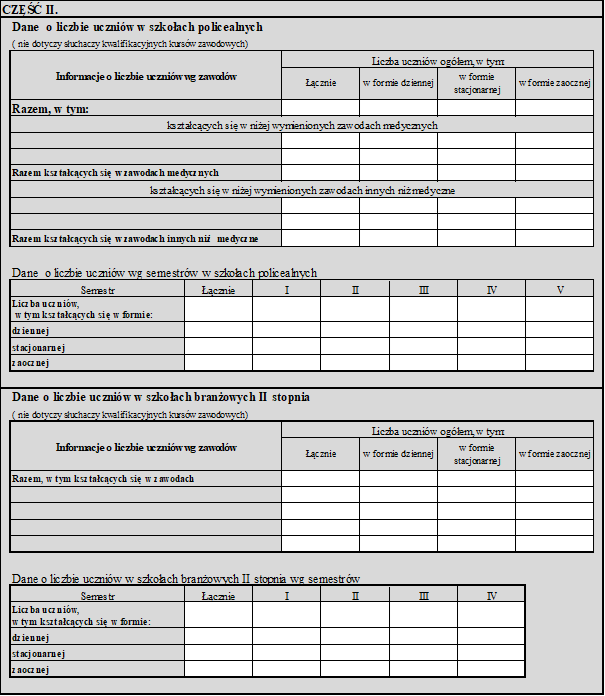 CZĘŚĆ II.
Dane o liczbie uczniów w szkołach policealnych
( nie dotyczy słuchaczy kwalifikacyjnych kursów zawodowych)
Informacje o liczbie uczniów wg zawodów
Liczba uczniów ogółem, w tym:
Łącznie
w formie dziennej
w formie
stacjonarnej
w formie zaocznej
Razem, w tym:
kształcących się w niżej wymienionych zawodach medycznych
Razem kształcących się w zawodach medycznych
kształcących się w niżej wymienionych zawodach innych niż medyczne
Razem kształcących się w zawodach innych niż medyczne
Dane o liczbie uczniów wg semestrów w szkołach policealnych
Semestr Łącznie I II III IV V
Liczba uczniów,
w tym kształcących się w formie:
dziennej
stacjonarnej
zaocznej
Dane o liczbie uczniów w szkołach branżowych II stopnia
( nie dotyczy słuchaczy kwalifikacyjnych kursów zawodowych)
Informacje o liczbie uczniów wg zawodów
Liczba uczniów ogółem, w tym:
Łącznie
w formie dziennej
w formie
stacjonarnej
w formie zaocznej
Razem, w tym kształcących się w zawodach
Dane o liczbie uczniów w szkołach branżowych II stopnia wg semestrów
Semestr Łącznie I II III IV
Liczba uczniów,
w tym kształcących się w formie:
dziennej
stacjonarnej
zaocznej